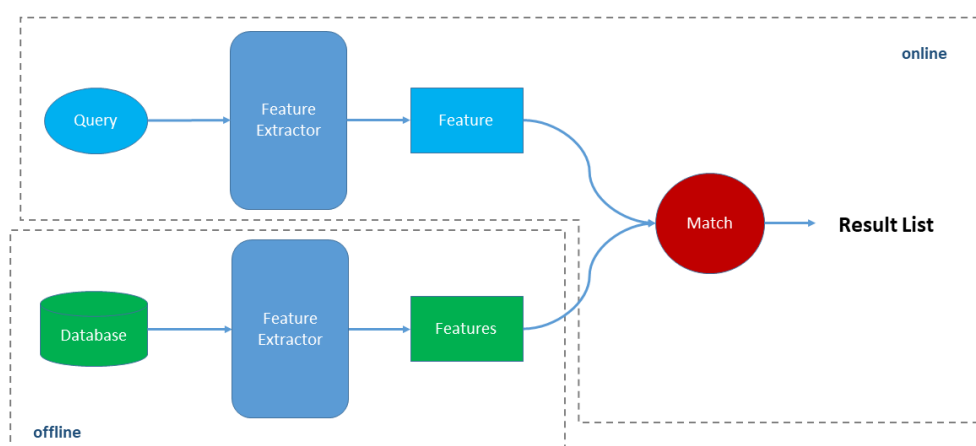 online
Query
Feature
Extractor
Feature
Match
Result List
Database
Feature
Extractor
Features
offline